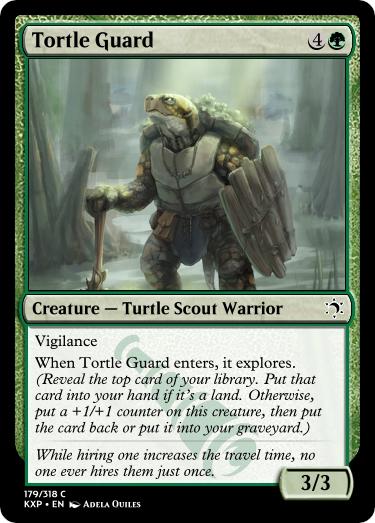 Tortle Guard 4
Creature — Turtle Scout Warrior
Vigilance
When Tortle Guard enters, it explores.
(Reveal the top card of your library. Put that
card into your hand if it's a land. Otherwise,
put a +1/+1 counter on this creature, then put
the card back or put it into your graveyard.)
While hiring one increases the travel time, no
one ever hires them just once.
3/3
179/318 C
KXP • EN Adela Quiles